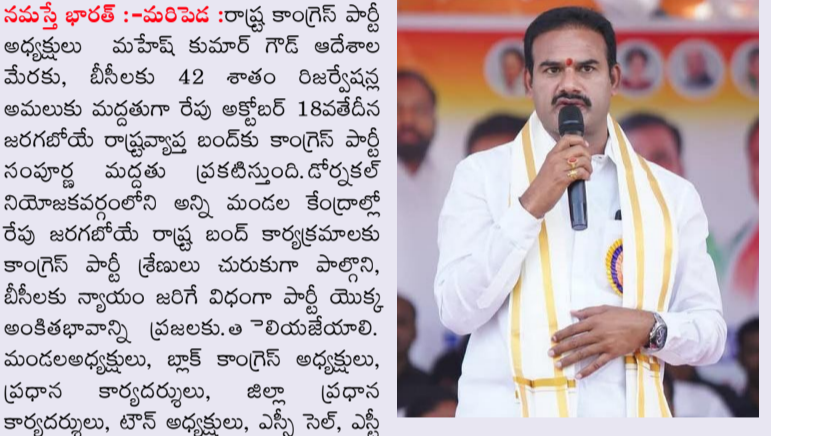 నమస్తే భారత్ :-మరిపెడ :రాష్ట్ర కాంగ్రెస్ పార్టీ
అధ్యక్షులు మహేష్ కుమార్ గౌడ్ ఆదేశాల
మేరకు, బీసీలకు 42 శాతం రిజర్వేషన్ల
అమలుకు మద్దతుగా రేపు అక్టోబర్ 18వతేదీన
జరగబోయే రాష్ట్రవ్యాప్త బంద్‌కు కాంగ్రెస్ పార్టీ
సంపూర్ణ మద్దతు ప్రకటిస్తుంది.డోర్నకల్
నియోజకవర్గంలోని అన్ని మండల కేంద్రాల్లో
రేపు జరగబోయే రాష్ట్ర బంద్ కార్యక్రమాలకు
కాంగ్రెస్ పార్టీ శ్రేణులు చురుకుగా పాల్గొని,
బీసీలకు న్యాయం జరిగే విధంగా పార్టీ యొక్క
అంకితభావాన్ని ప్రజలకు.త ెలియజేయాలి.
మండలఅధ్యక్షులు, బ్లాక్ కాంగ్రెస్ అధ్యక్షులు,
ప్రధాన కార్యదర్శులు, జిల్లా ప్రధాన
కార్యదర్శులు, టౌన్ అధ్యక్షులు, ఎస్సీ సెల్, ఎస్టీ